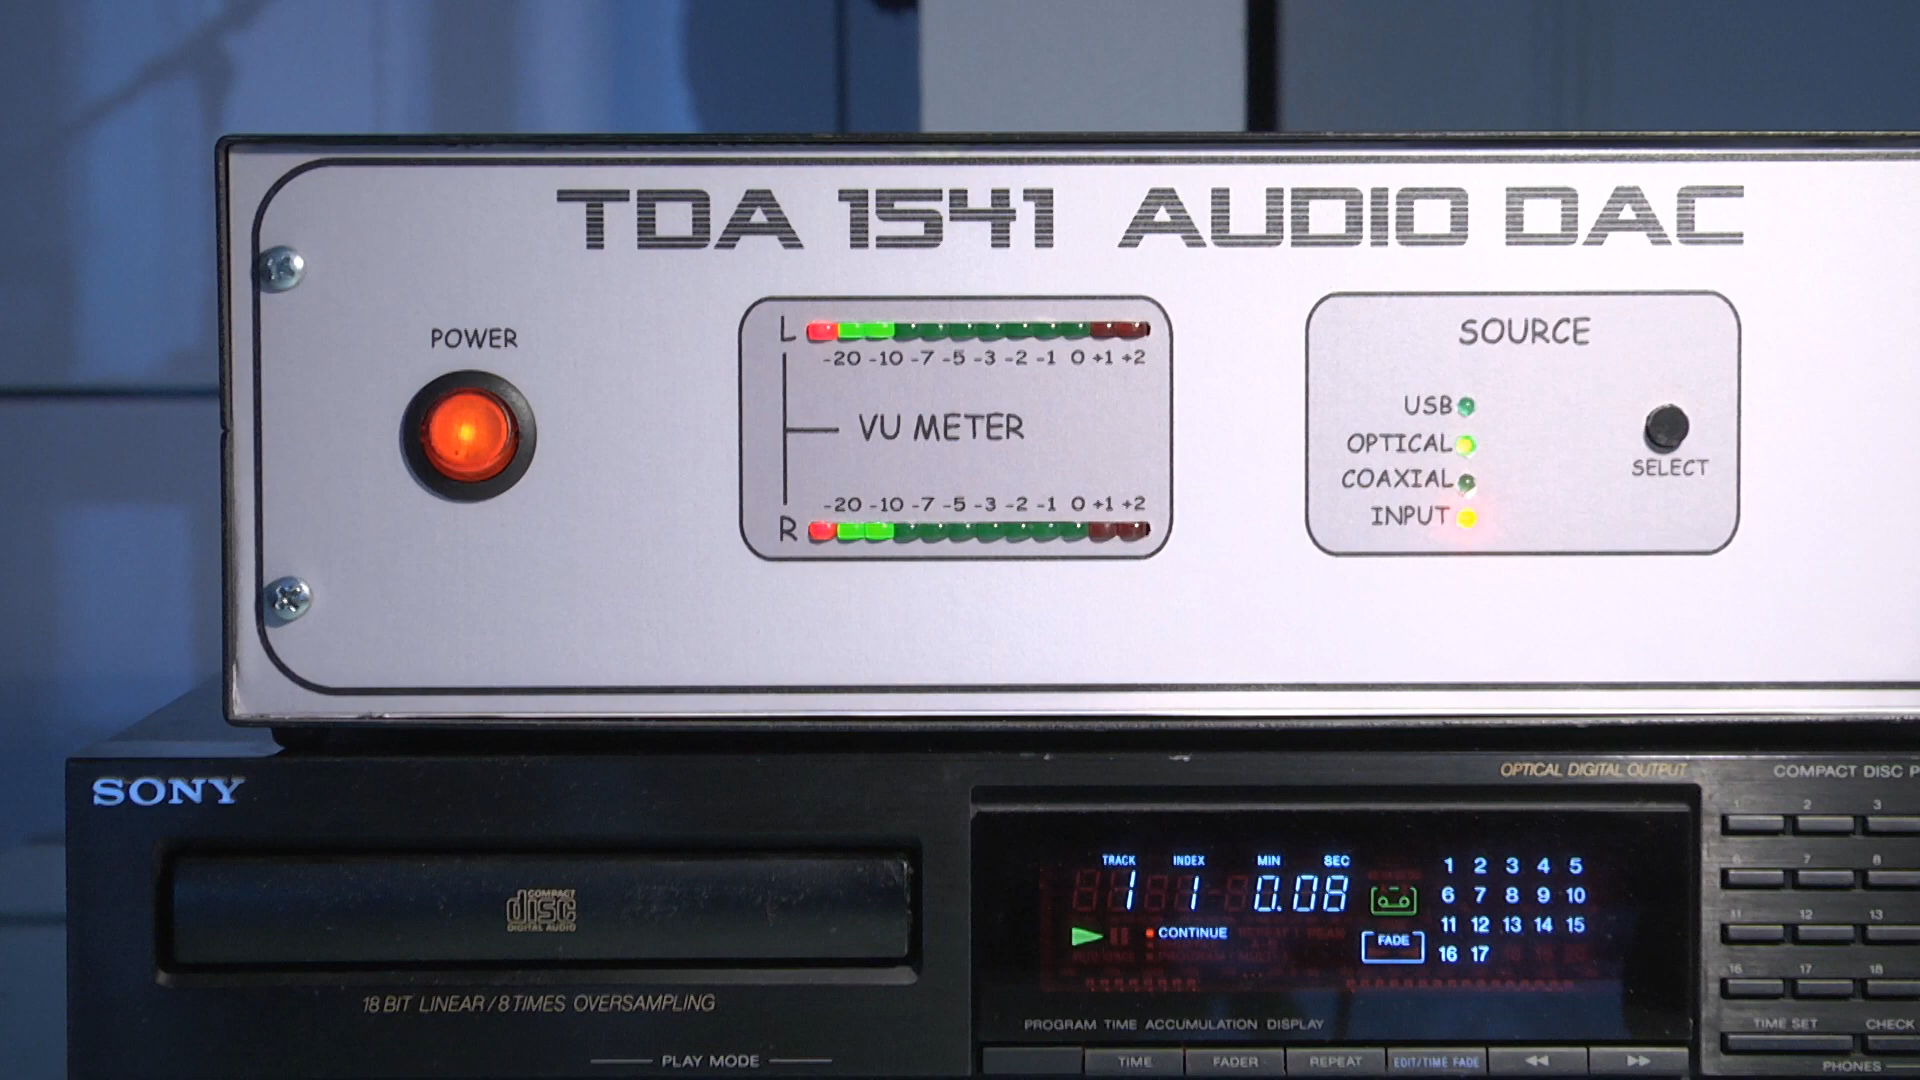 TDA 1541 AUDIO DAC
POWER
L
-20 -10 -7 -5 -3 -2 -1 0 +1 +2
VU METER
-20 -10 -7 -5 -3 -2 -1 0 +1 +2
R
SOURCE
USB
OPTICAL
COAXIAL
INPUT
SELECT
SONY
COMPACT
disc
DIGITAL AUDIO
18 BIT LINEAR/8 TIMES OVERSAMPLING
PLAY MODE
OPTICAL DIGITAL OUTPUT
TRACK INDEX MIN SEC
1 1 0.08
CONTINUE
FADE
1 2 3 4 5
6 7 8 9 10
11 12 13 14 15
16 17
PROGRAM TIME ACCUMULATION DISPLAY
TIME FADER REPEAT EDIT/TIME FADE
COMPACT DISC P
1 2 3
6 7 8
11 12 13
16 17 18
TIME SET CHECK
PHONES